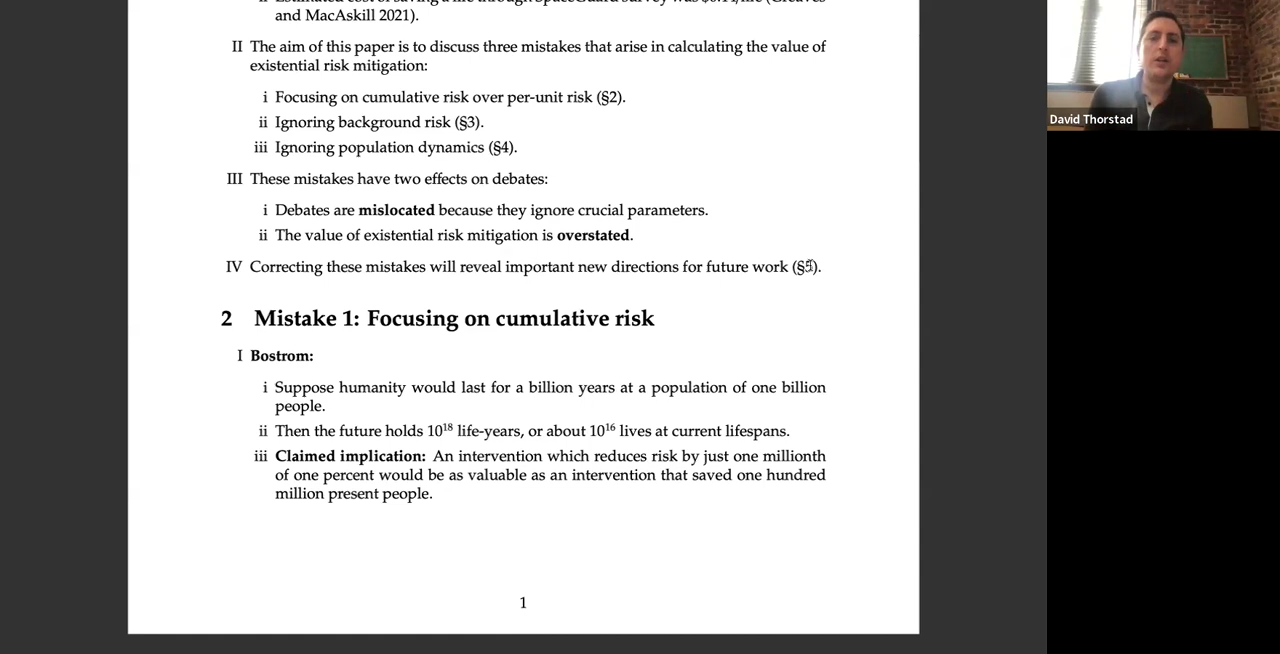 and MacAskill 2021).
II The aim of this paper is to discuss three mistakes that arise in calculating the value of
existential risk mitigation:
i Focusing on cumulative risk over per-unit risk (§2).
ii Ignoring background risk (§3).
iii Ignoring population dynamics (§4).
III These mistakes have two effects on debates:
i Debates are mislocated because they ignore crucial parameters.
ii The value of existential risk mitigation is overstated.
IV Correcting these mistakes will reveal important new directions for future work (§5).
2 Mistake 1: Focusing on cumulative risk
I Bostrom:
i Suppose humanity would last for a billion years at a population of one billion
people.
ii Then the future holds 10¹⁸ life-years, or about 10¹⁶ lives at current lifespans.
iii Claimed implication: An intervention which reduces risk by just one millionth
of one percent would be as valuable as an intervention that saved one hundred
million present people.
1
David Thorstad